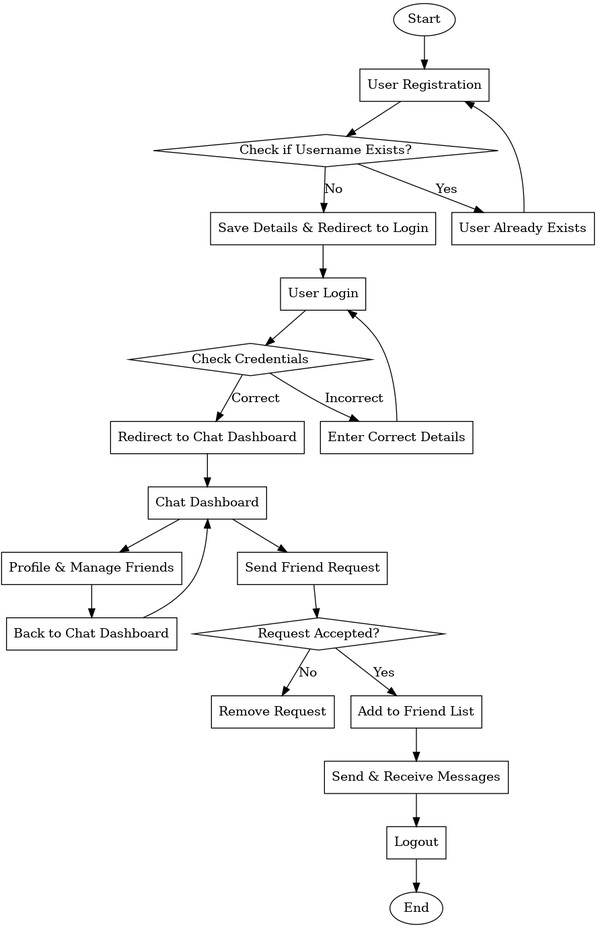 Start
User Registration
Check if Username Exists?
No
Yes
Save Details & Redirect to Login
User Already Exists
User Login
Check Credentials
Correct
Incorrect
Redirect to Chat Dashboard
Enter Correct Details
Chat Dashboard
Profile & Manage Friends
Send Friend Request
Back to Chat Dashboard
Request Accepted?
No
Yes
Remove Request
Add to Friend List
Send & Receive Messages
Logout
End